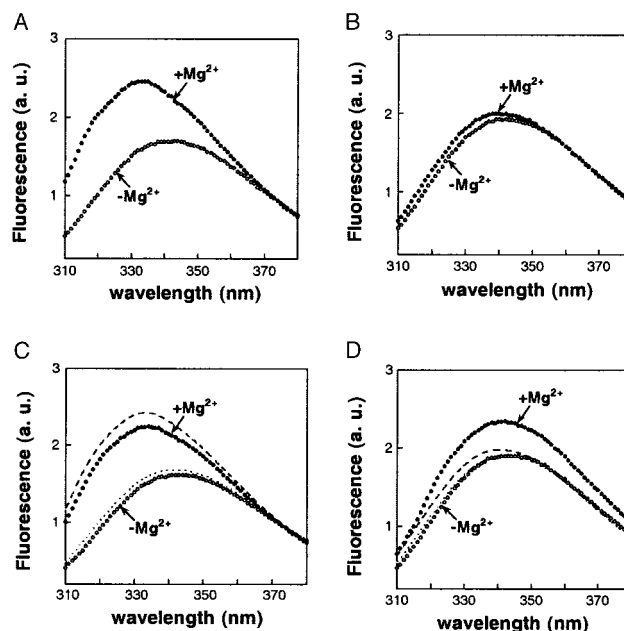 A
3
2
1
Fluorescence (a. u.)
+Mg2+
-Mg2+
310 330 350 370
wavelength (nm)
B
3
2
1
Fluorescence (a. u.)
+Mg2+
-Mg2+
310 330 350 370
wavelength (nm)
C
3
2
1
Fluorescence (a. u.)
+Mg2+
-Mg2+
310 330 350 370
wavelength (nm)
D
3
2
1
Fluorescence (a. u.)
+Mg2+
-Mg2+
310 330 350 370
wavelength (nm)